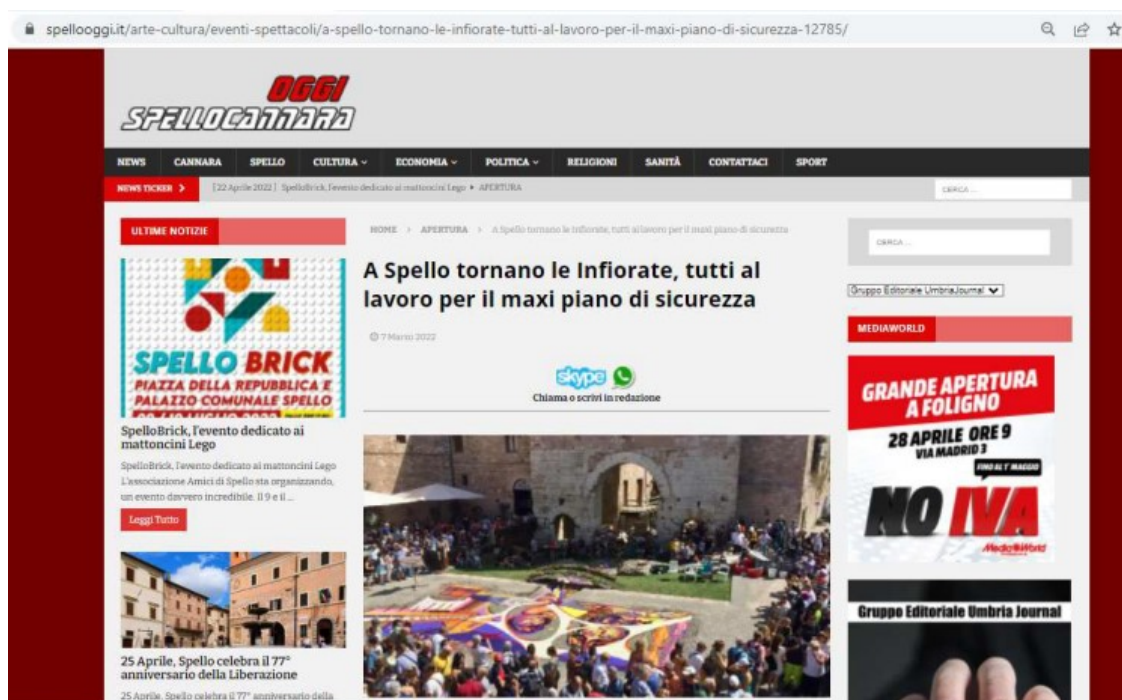 spellooggi.it/arte-cultura/eventi-spettacoli/a-spello-tornano-le-infiorate-tutti-al-lavoro-per-il-maxi-piano-di-sicurezza-12785/
OGGI
SPELLOCANNARA
NEWS CANNARA SPELLO CULTURA ECONOMIA POLITICA RELIGIONI SANITÀ CONTATTACI SPORT
NEWS TICKER [ 22 Aprile 2022 ] SpelloBrick, l'evento dedicato ai mattoncini Lego APERTURA CERCA ...
ULTIME NOTIZIE
SPELLO BRICK
PIAZZA DELLA REPUBBLICA E
PALAZZO COMUNALE SPELLO
SpelloBrick, l'evento dedicato ai
mattoncini Lego
SpelloBrick, l'evento dedicato ai mattoncini Lego
L'associazione Amici di Spello sta organizzando,
un evento davvero incredibile. Il 9 e il ...
Leggi Tutto
25 Aprile, Spello celebra il 77°
anniversario della Liberazione
25 Aprile, Spello celebra il 77° anniversario della
HOME > APERTURA > A Spello tornano le Infiorate, tutti al lavoro per il maxi piano di sicurezza
A Spello tornano le Infiorate, tutti al
lavoro per il maxi piano di sicurezza
7 Marzo 2022
skype
Chiama o scrivi in redazione
CERCA ...
Gruppo Editoriale UmbriaJournal
MEDIAWORLD
GRANDE APERTURA
A FOLIGNO
28 APRILE ORE 9
VIA MADRID 3
FINO AL 1° MAGGIO
NO IVA
MediaWorld
Gruppo Editoriale Umbria Journal